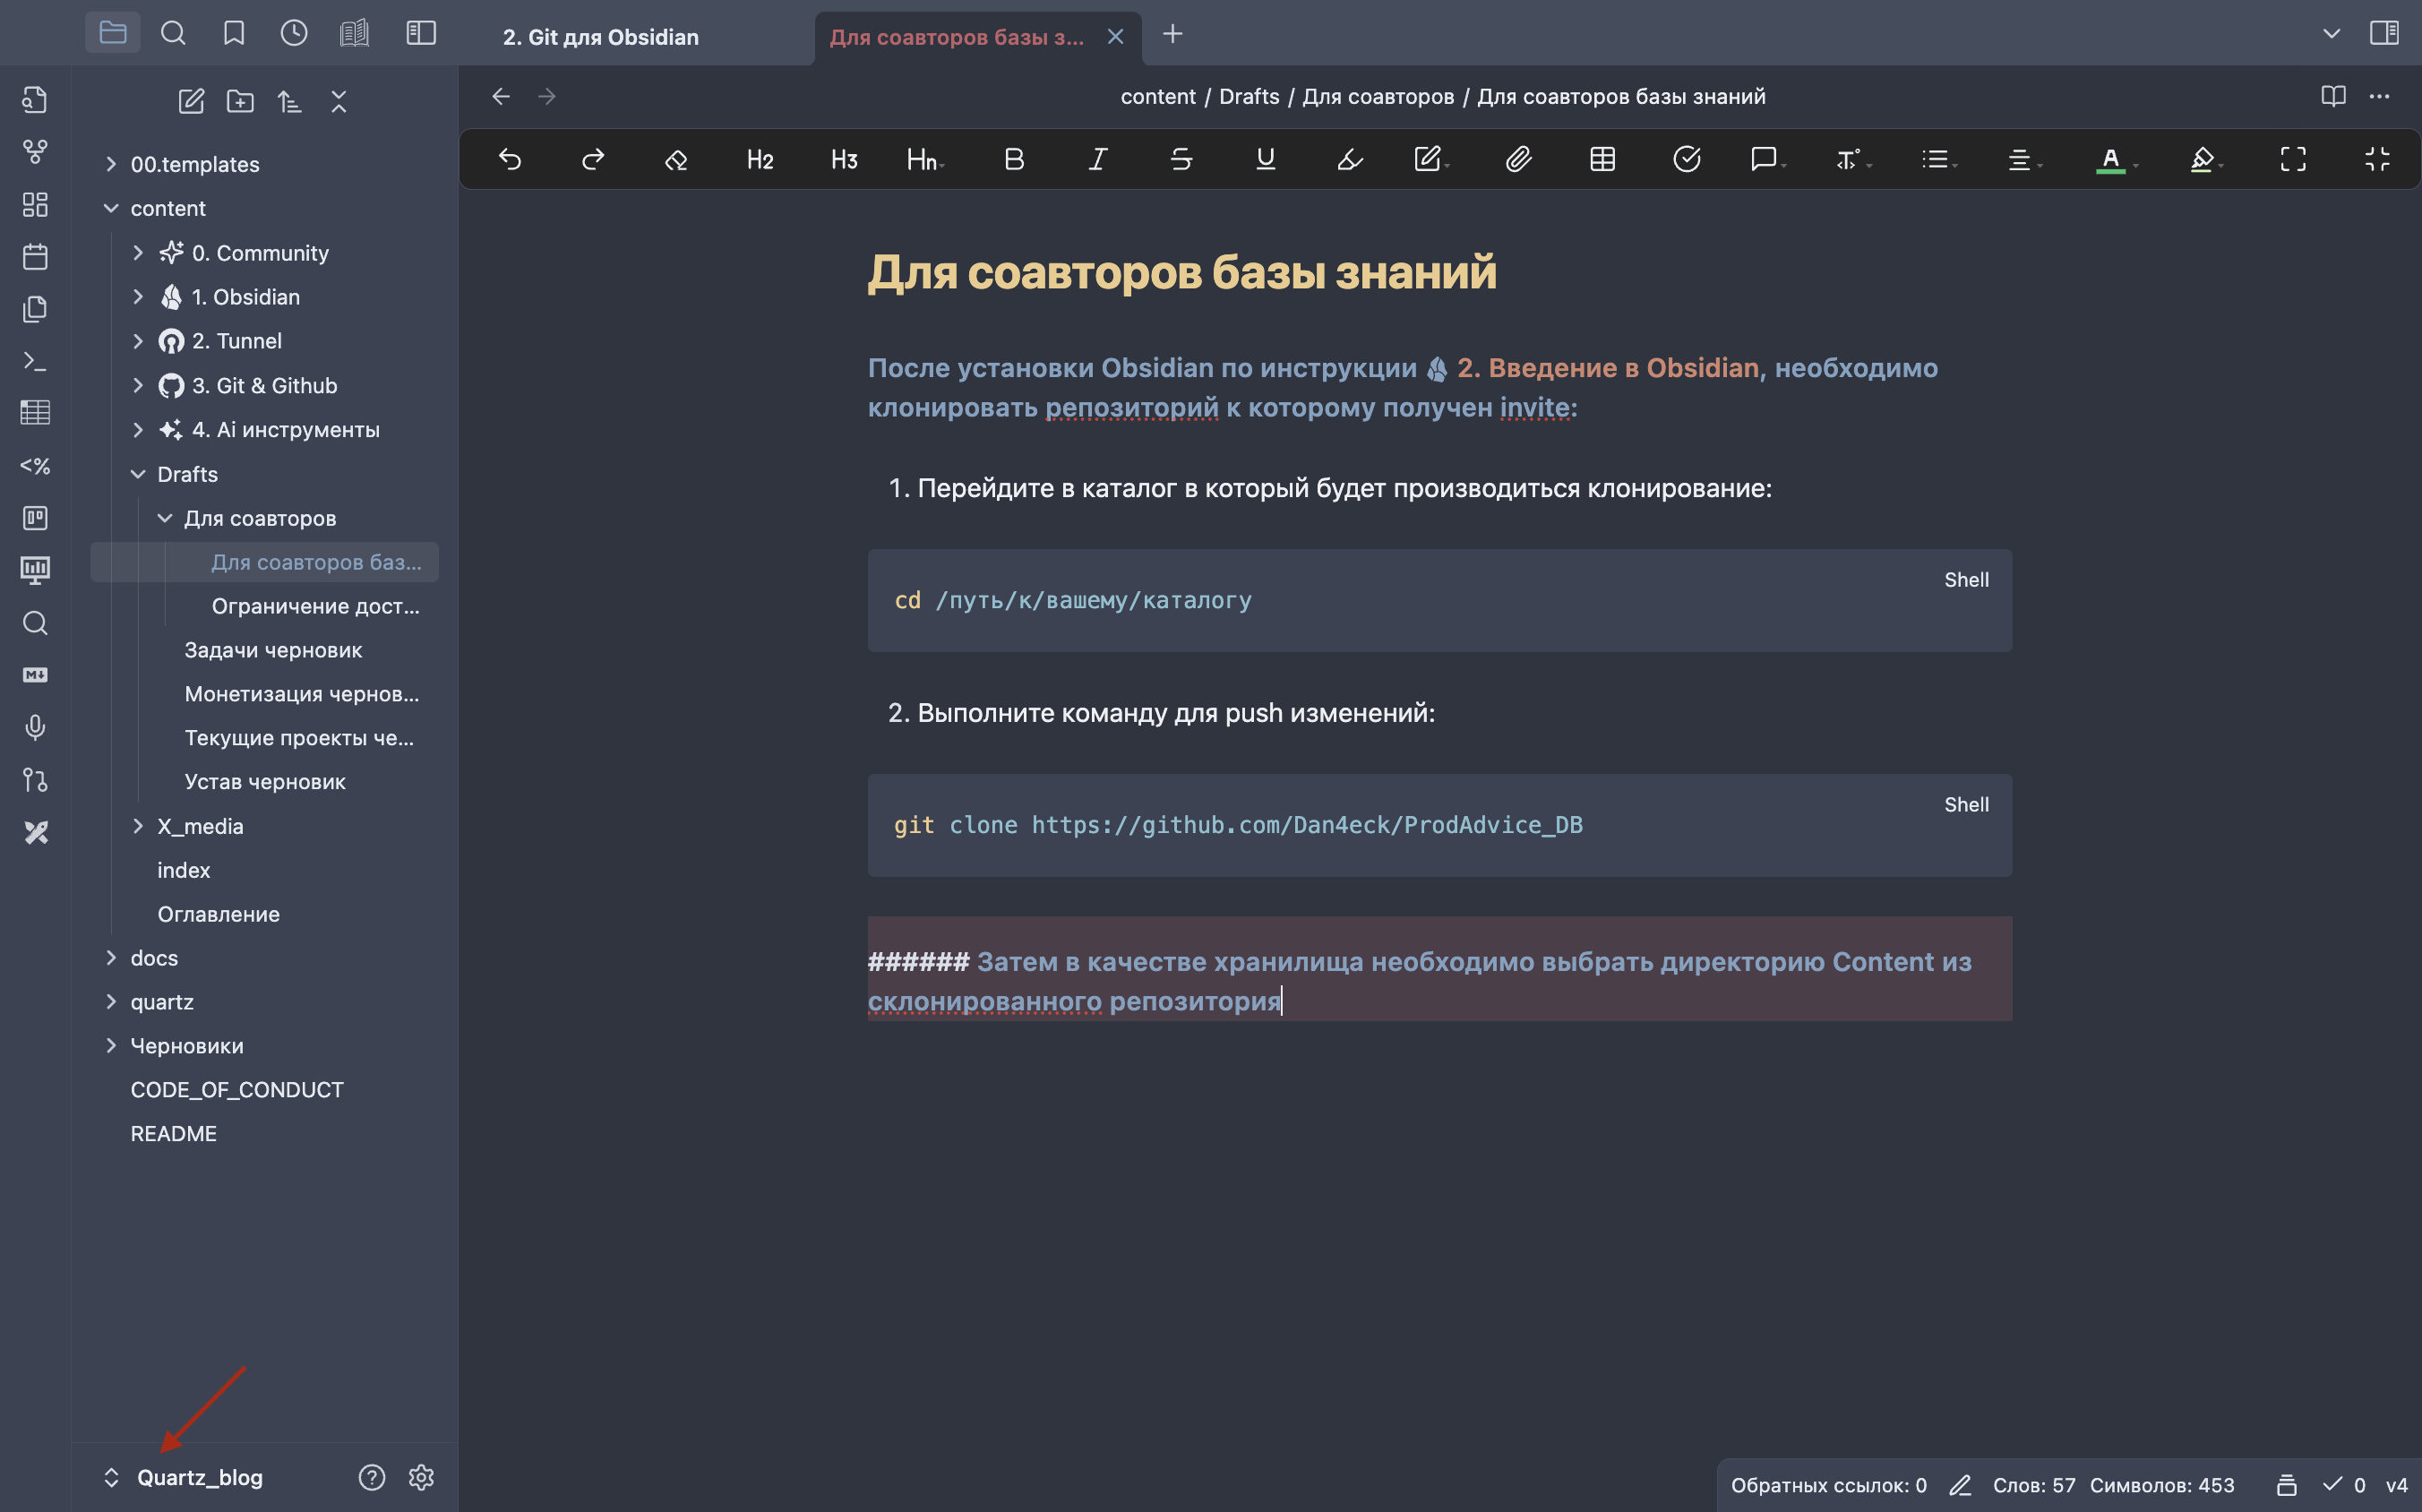 2. Git для Obsidian
Для соавторов базы з...
content / Drafts / Для соавторов / Для соавторов базы знаний
H2
H3
Hn
B
I
S
U
A
00.templates
content
0. Community
1. Obsidian
2. Tunnel
3. Git & Github
4. Ai инструменты
Drafts
Для соавторов
Для соавторов баз...
Ограничение дост...
Задачи черновик
Монетизация чернов...
Текущие проекты че...
Устав черновик
X_media
index
Оглавление
docs
quartz
Черновики
CODE_OF_CONDUCT
README
Quartz_blog
Для соавторов базы знаний
После установки Obsidian по инструкции 2. Введение в Obsidian, необходимо
клонировать репозиторий к которому получен invite:
1. Перейдите в каталог в который будет производиться клонирование:
Shell
cd /путь/к/вашему/каталогу
2. Выполните команду для push изменений:
Shell
git clone https://github.com/Dan4eck/ProdAdvice_DB
###### Затем в качестве хранилища необходимо выбрать директорию Content из
склонированного репозитория
Обратных ссылок: 0 Слов: 57 Символов: 453 0 v4